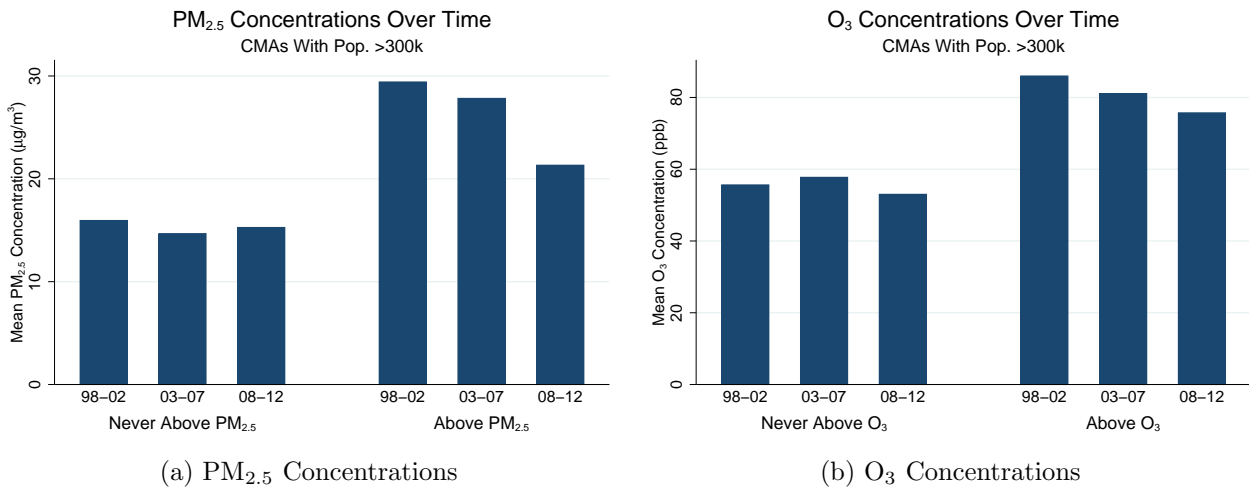 PM₂.₅ Concentrations Over Time
CMAs With Pop. >300k
Mean PM₂.₅ Concentration (μg/m³)
30
20
10
0
98–02 03–07 08–12 98–02 03–07 08–12
Never Above PM₂.₅ Above PM₂.₅
(a) PM₂.₅ Concentrations
O₃ Concentrations Over Time
CMAs With Pop. >300k
Mean O₃ Concentration (ppb)
80
60
40
20
0
98–02 03–07 08–12 98–02 03–07 08–12
Never Above O₃ Above O₃
(b) O₃ Concentrations